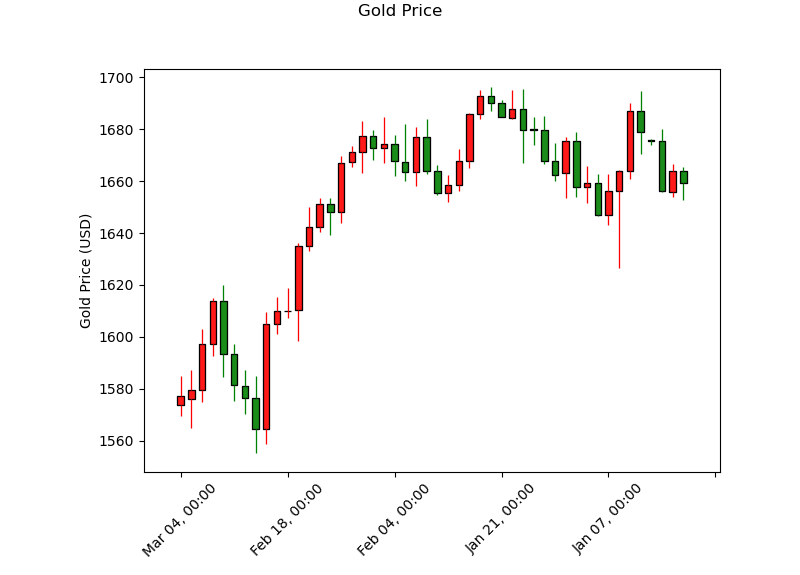 Gold Price
Gold Price (USD)
1700
1680
1660
1640
1620
1600
1580
1560
Mar 04, 00:00
Feb 18, 00:00
Feb 04, 00:00
Jan 21, 00:00
Jan 07, 00:00